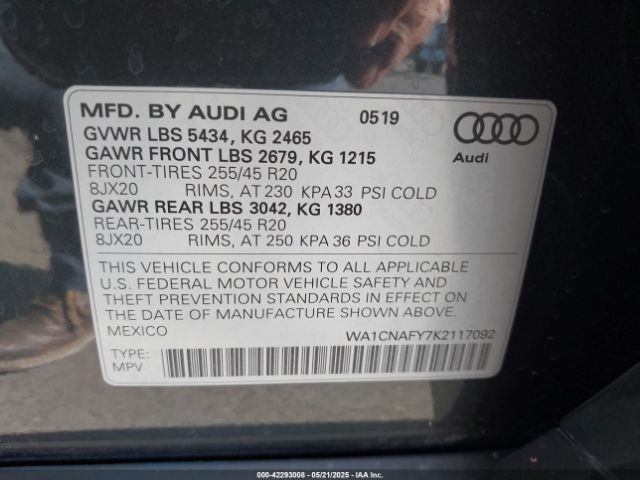 MFD. BY AUDI AG 0519
GVWR LBS 5434, KG 2465
GAWR FRONT LBS 2679, KG 1215
Audi
FRONT-TIRES 255/45 R20
8JX20 RIMS, AT 230 KPA 33 PSI COLD
GAWR REAR LBS 3042, KG 1380
REAR-TIRES 255/45 R20
8JX20 RIMS, AT 250 KPA 36 PSI COLD
THIS VEHICLE CONFORMS TO ALL APPLICABLE
U.S. FEDERAL MOTOR VEHICLE SAFETY AND
THEFT PREVENTION STANDARDS IN EFFECT ON
THE DATE OF MANUFACTURE SHOWN ABOVE.
MEXICO WA1CNAFY7K2117092
TYPE:
MPV
000-42293008 - 05/21/2025 - IAA Inc.